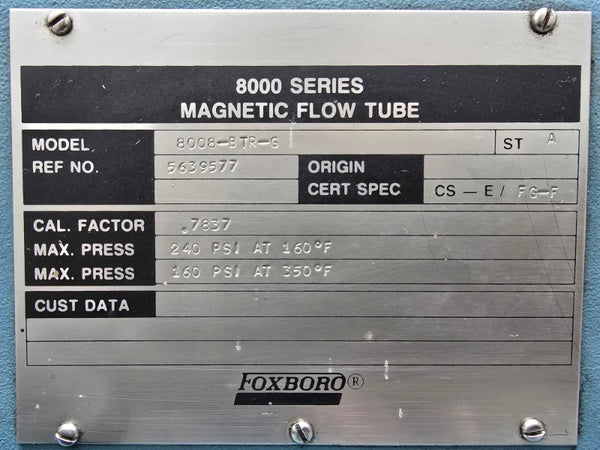 8000 SERIES
MAGNETIC FLOW TUBE
MODEL 8008-BTR-G ST A
REF NO. 5639577 ORIGIN
CERT SPEC CS – E / FG-F
CAL. FACTOR .7837
MAX. PRESS 240 PSI AT 160°F
MAX. PRESS 160 PSI AT 350°F
CUST DATA
FOXBORO®